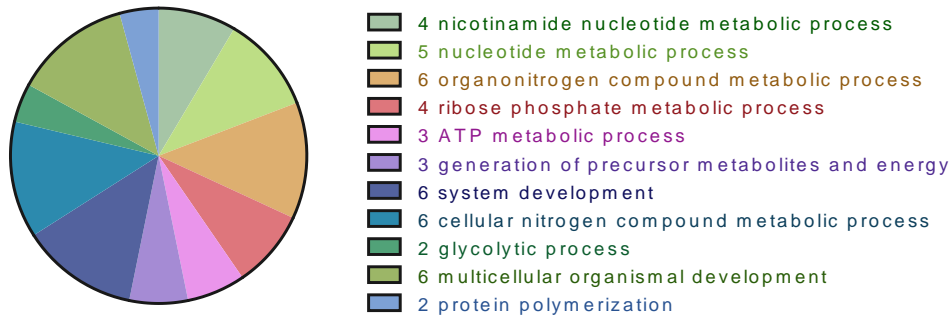 4 nicotinamide nucleotide metabolic process
5 nucleotide metabolic process
6 organonitrogen compound metabolic process
4 ribose phosphate metabolic process
3 ATP metabolic process
3 generation of precursor metabolites and energy
6 system development
6 cellular nitrogen compound metabolic process
2 glycolytic process
6 multicellular organismal development
2 protein polymerization